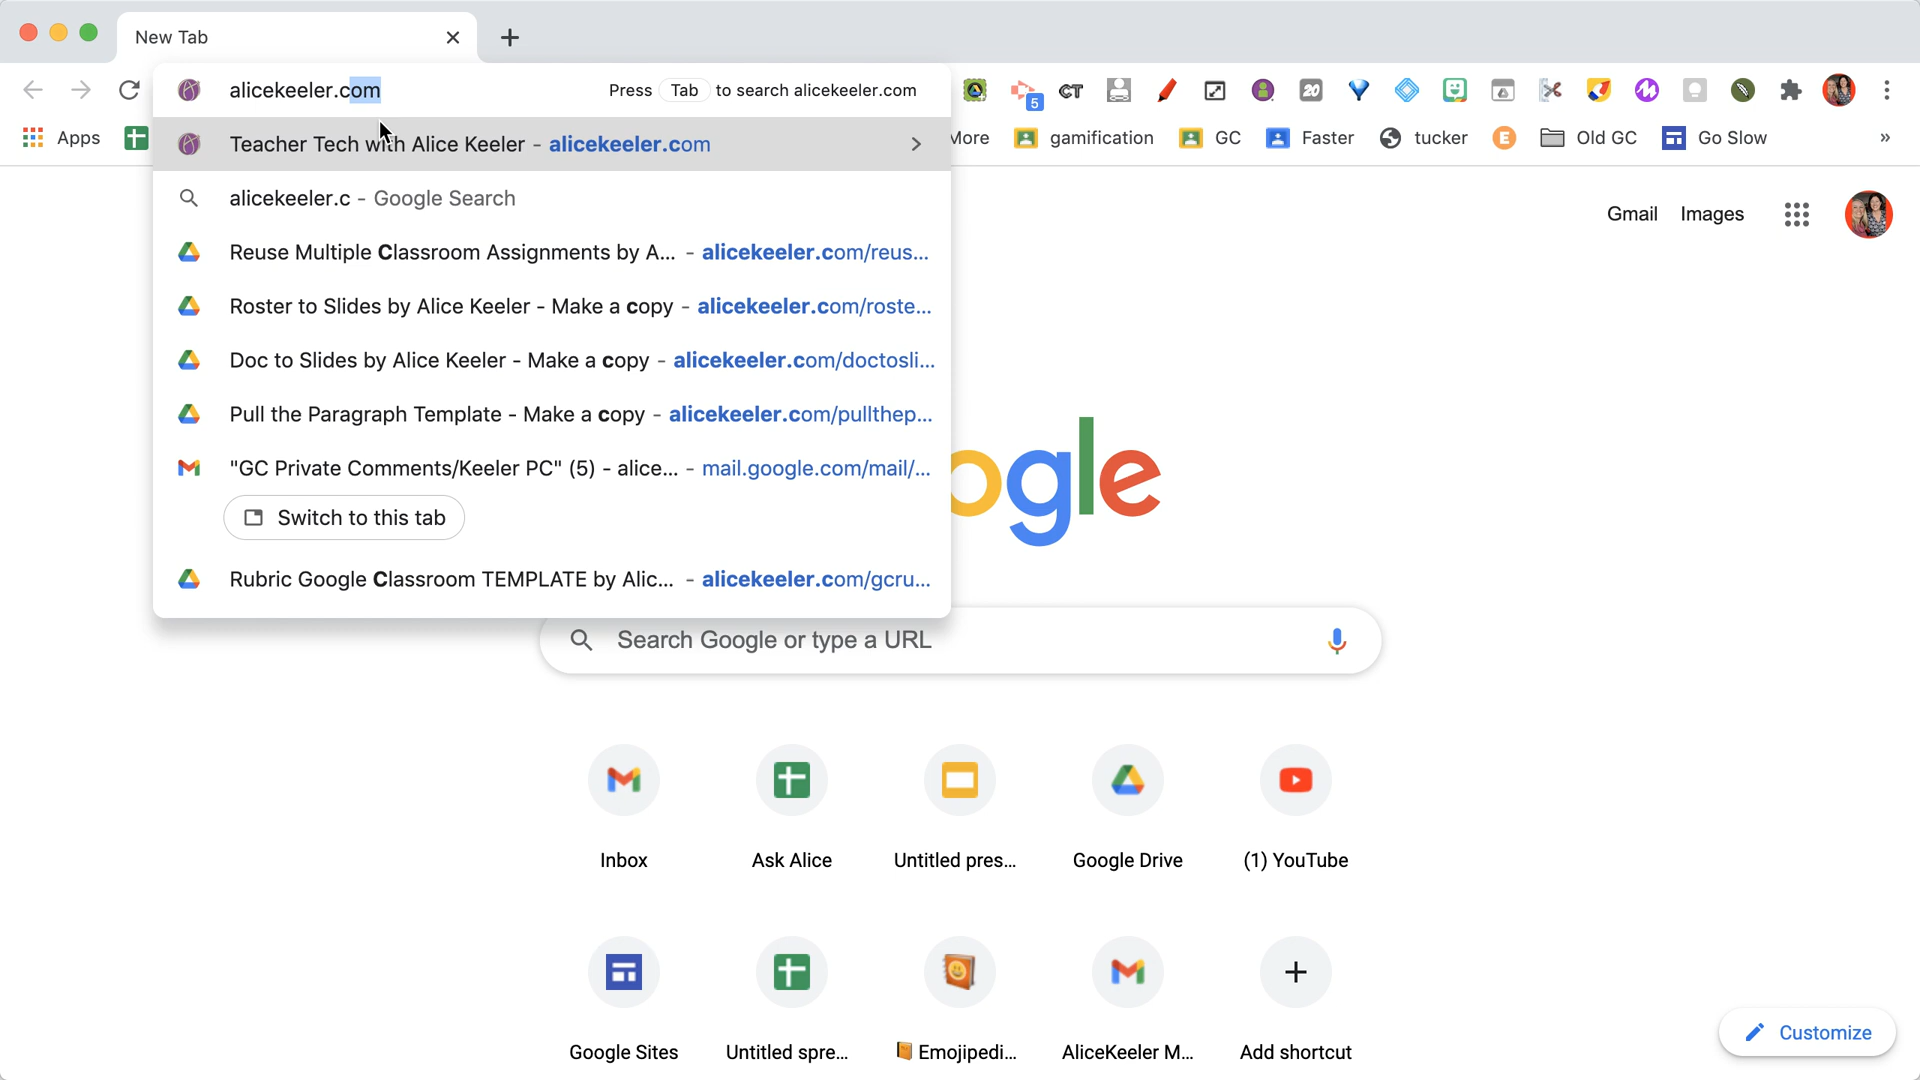 New Tab
alicekeeler.com
Press Tab to search alicekeeler.com
5
CT
20
Apps
Teacher Tech with Alice Keeler - alicekeeler.com
More
gamification
GC
Faster
tucker
E
Old GC
Go Slow
»
alicekeeler.c - Google Search
Gmail
Images
Reuse Multiple Classroom Assignments by A... - alicekeeler.com/reus...
Roster to Slides by Alice Keeler - Make a copy - alicekeeler.com/roste...
Doc to Slides by Alice Keeler - Make a copy - alicekeeler.com/doctosli...
Pull the Paragraph Template - Make a copy - alicekeeler.com/pullthep...
"GC Private Comments/Keeler PC" (5) - alice... - mail.google.com/mail/...
ogle
Switch to this tab
Rubric Google Classroom TEMPLATE by Alic... - alicekeeler.com/gcru...
Search Google or type a URL
Inbox
Ask Alice
Untitled pres...
Google Drive
(1) YouTube
Google Sites
Untitled spre...
Emojipedi...
AliceKeeler M...
Add shortcut
Customize